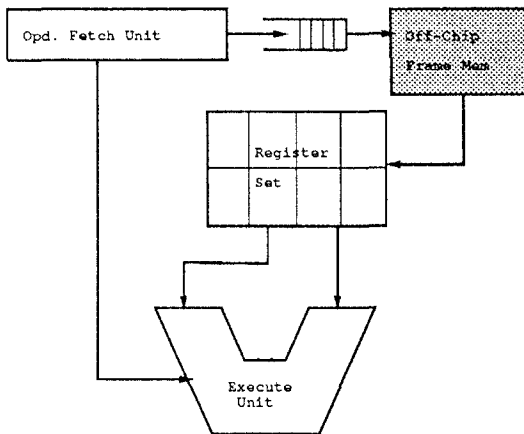 Opd. Fetch Unit
Off-Chip
Frame Mem
Register
Set
Execute
Unit